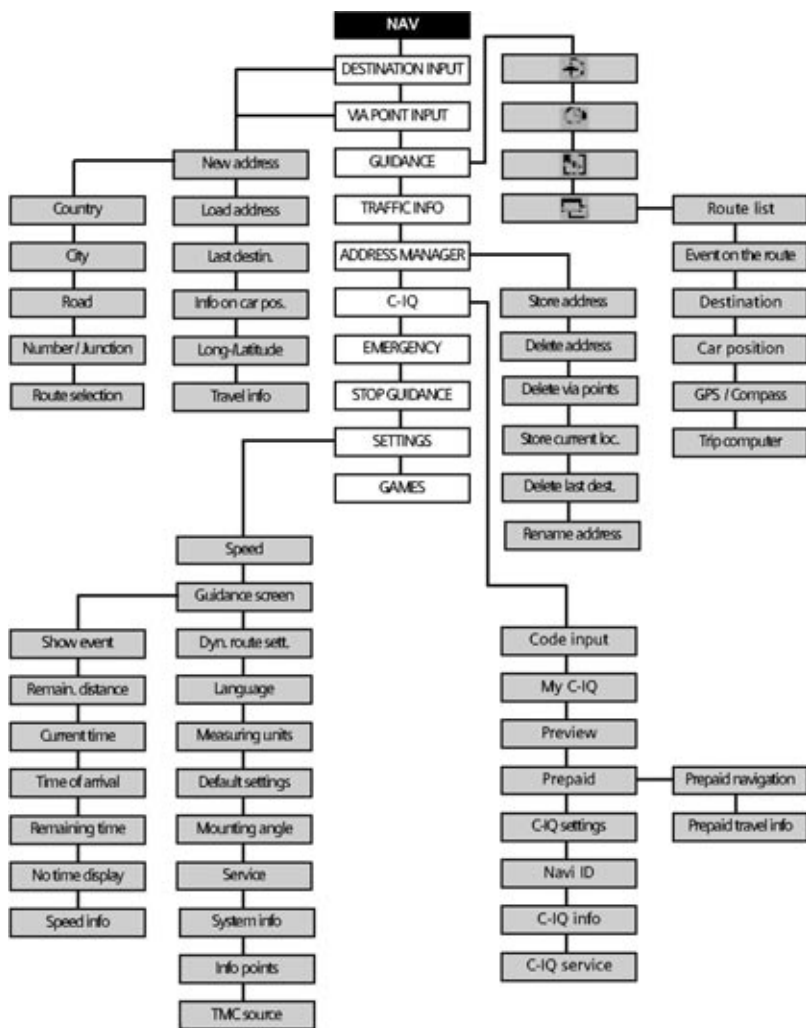 NAV
DESTINATION INPUT
VIA POINT INPUT
GUIDANCE
TRAFFIC INFO
ADDRESS MANAGER
C-IQ
EMERGENCY
STOP GUIDANCE
SETTINGS
GAMES
New address
Load address
Last destin.
Info on car pos.
Long-/Latitude
Travel info
Country
City
Road
Number / Junction
Route selection
Route list
Event on the route
Destination
Car position
GPS / Compass
Trip computer
Store address
Delete address
Delete via points
Store current loc.
Delete last dest.
Rename address
Speed
Guidance screen
Dyn. route sett.
Language
Measuring units
Default settings
Mounting angle
Service
System info
Info points
TMC source
Show event
Remain. distance
Current time
Time of arrival
Remaining time
No time display
Speed info
Code input
My C-IQ
Preview
Prepaid
C-IQ settings
Navi ID
C-IQ info
C-IQ service
Prepaid navigation
Prepaid travel info